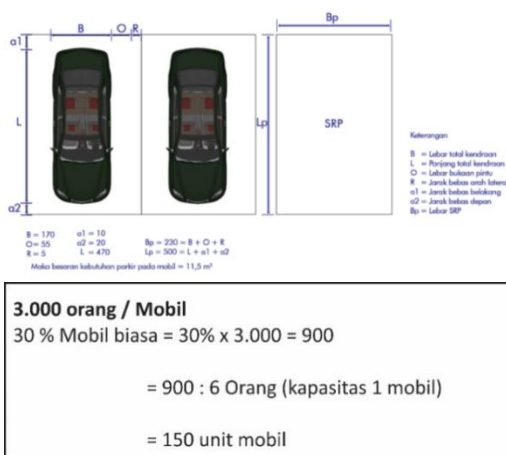 Bp
B O R
a1
L
Lp
SRP
a2
Keterangan
B = Lebar total kendraan
L = Panjang total kendraan
O = Lebar bukaan pintu
R = Jarak bebas arah lateral
a1 = Jarak bebas belakang
a2 = Jarak bebas depan
Bp = Lebar SRP
B = 170 a1 = 10
O= 55 a2 = 20 Bp = 230 = B + O + R
R = 5 L = 470 Lp = 500 = L + a1 + a2
Maka besaran kebutuhan parkir pada mobil = 11,5 m²
3.000 orang / Mobil
30 % Mobil biasa = 30% x 3.000 = 900
= 900 : 6 Orang (kapasitas 1 mobil)
= 150 unit mobil